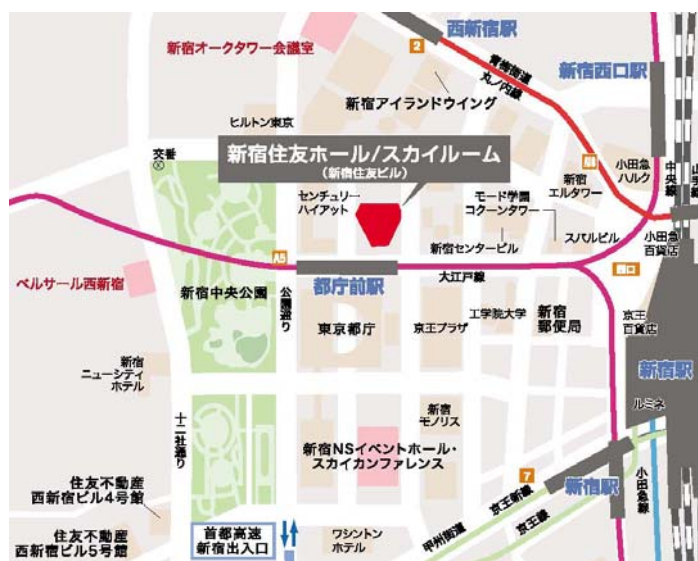 西新宿駅
新宿オークタワー会議室
2
青梅街道
丸ノ内線
新宿西口駅
新宿アイランドウイング
ヒルトン東京
交番
新宿住友ホール/スカイルーム
(新宿住友ビル)
新宿
エルタワー
小田急
ハルク
中央線
山手線
センチュリー
ハイアット
モード学園
コクーンタワー
新宿センタービル
スバルビル
小田急
百貨店
A5
西口
ベルサール西新宿
新宿中央公園
公園通り
都庁前駅
大江戸線
東京都庁
京王プラザ
工学院大学
新宿
郵便局
京王
百貨店
新宿駅
新宿
ニューシティ
ホテル
ルミネ
十二社通り
新宿
モノリス
新宿NSイベントホール・
スカイカンファレンス
7
新宿駅
小田急線
住友不動産
西新宿ビル4号館
住友不動産
西新宿ビル5号館
首都高速
新宿出入口
ワシントン
ホテル
甲州街道
京王新線
京王線